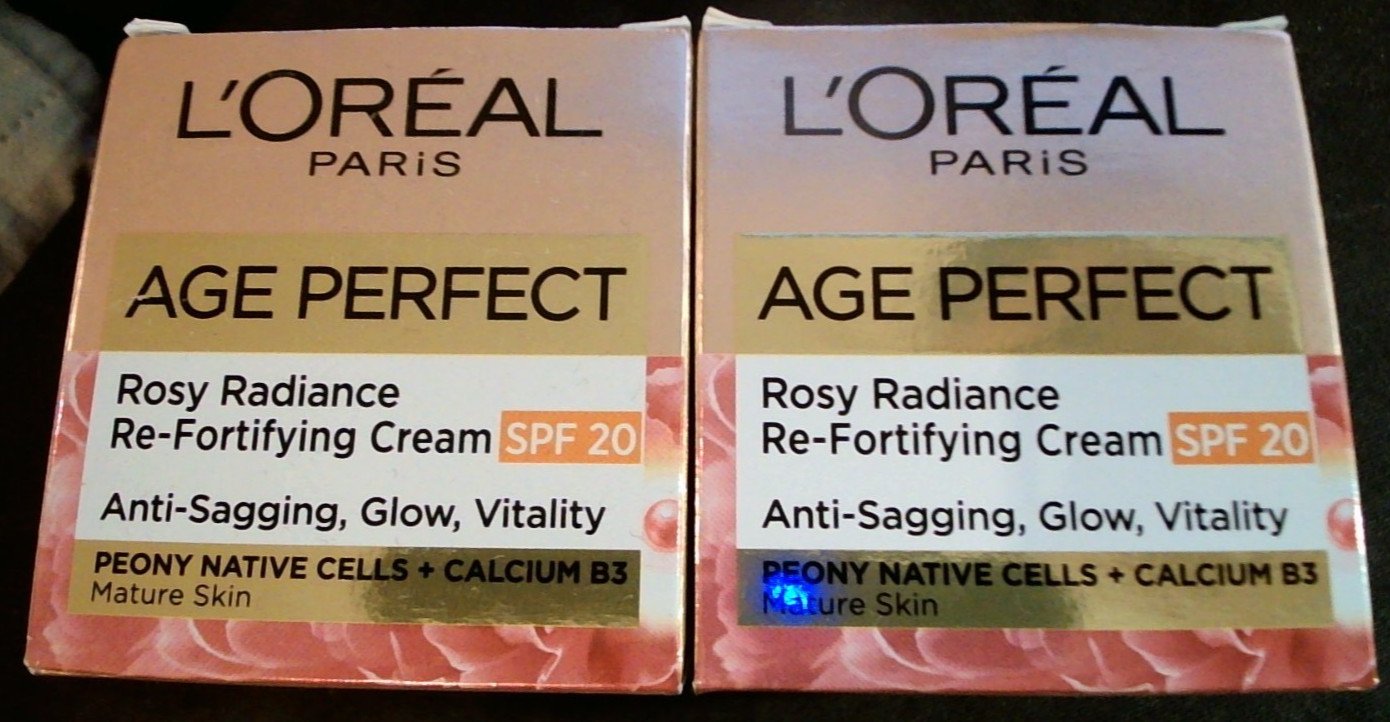 L'ORÉAL
PARiS
AGE PERFECT
Rosy Radiance
Re-Fortifying Cream SPF 20
Anti-Sagging, Glow, Vitality
PEONY NATIVE CELLS + CALCIUM B3
Mature Skin
L'ORÉAL
PARiS
AGE PERFECT
Rosy Radiance
Re-Fortifying Cream SPF 20
Anti-Sagging, Glow, Vitality
PEONY NATIVE CELLS + CALCIUM B3
Mature Skin